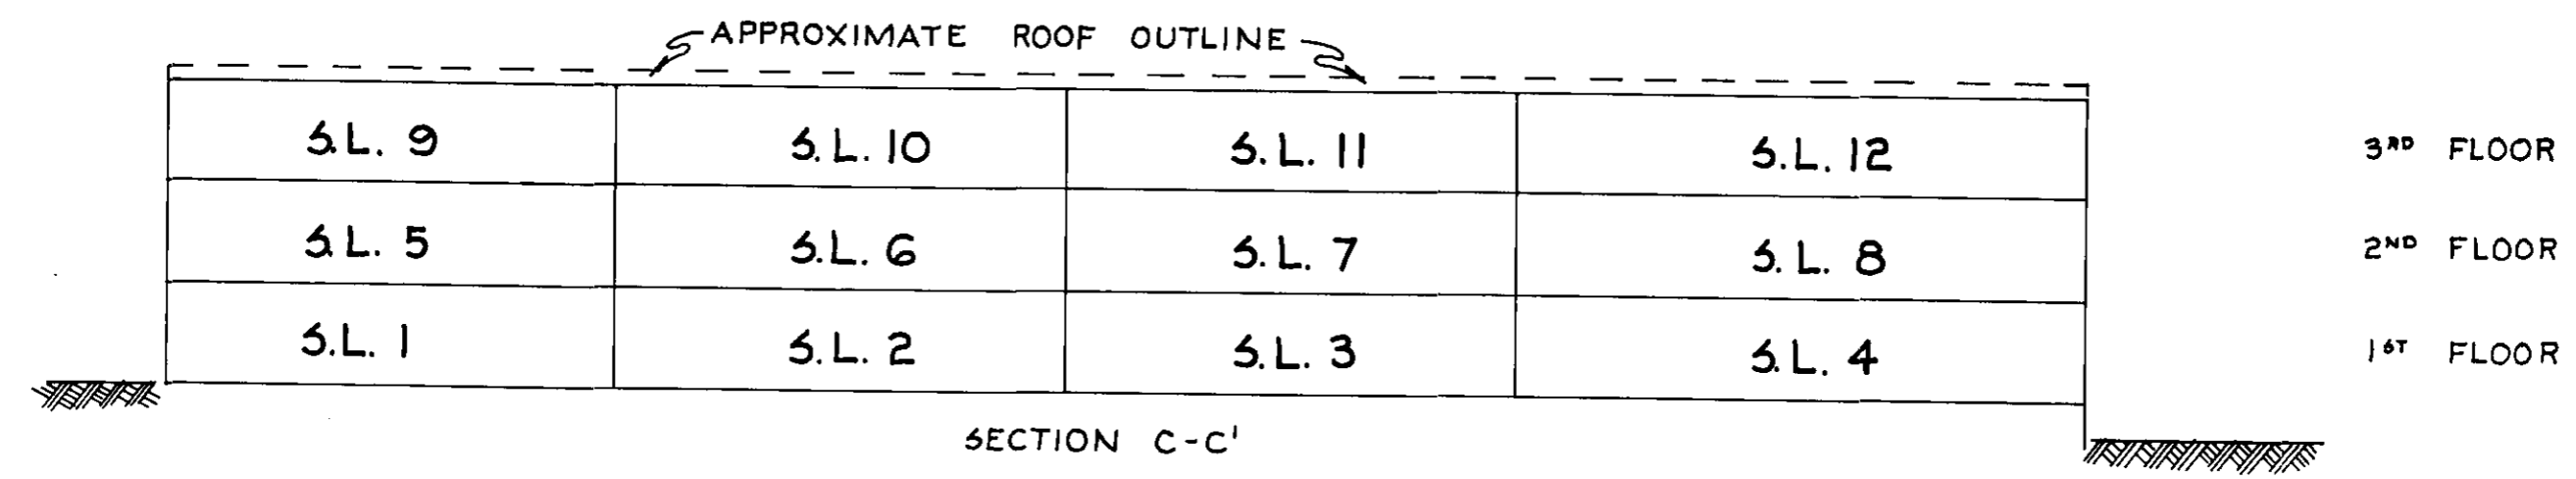 APPROXIMATE ROOF OUTLINE
S.L. 9 S.L. 10 S.L. 11 S.L. 12 3RD FLOOR
S.L. 5 S.L. 6 S.L. 7 S.L. 8 2ND FLOOR
S.L. 1 S.L. 2 S.L. 3 S.L. 4 1ST FLOOR
SECTION C-C'